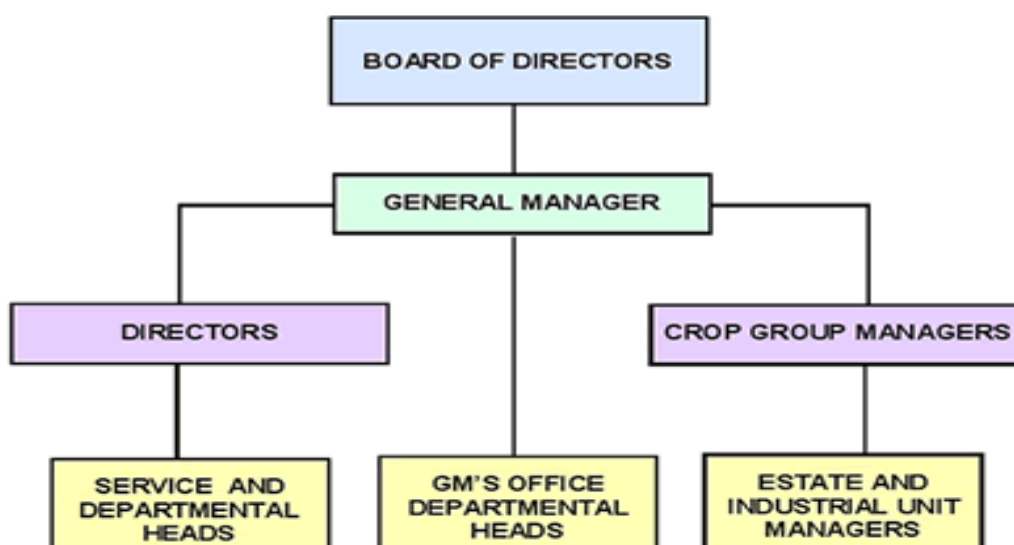 BOARD OF DIRECTORS
GENERAL MANAGER
DIRECTORS
CROP GROUP MANAGERS
SERVICE AND
DEPARTMENTAL
HEADS
GM'S OFFICE
DEPARTMENTAL
HEADS
ESTATE AND
INDUSTRIAL UNIT
MANAGERS